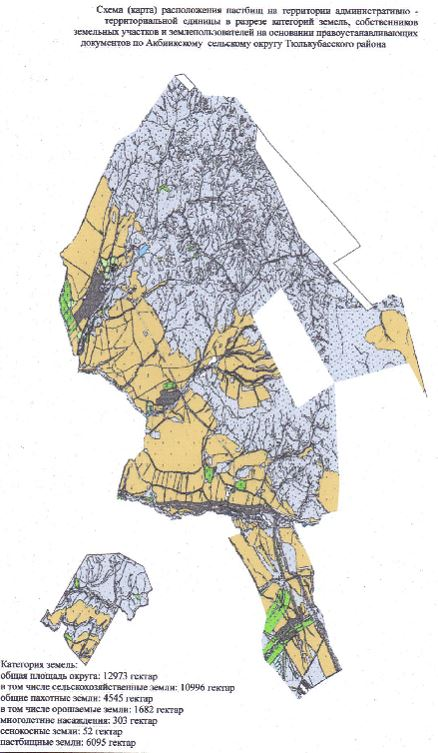 Схема (карта) расположения пастбищ на территории административно -
территориальной единицы в разрезе категорий земель, собственников
земельных участков и землепользователей на основании правоустанавливающих
документов по Акбиикскому сельскому округу Тюлькубасского района
Категория земель:
общая площадь округа: 12973 гектар
в том числе сельскохозяйственные земли: 10996 гектар
общие пахотные земли: 4545 гектар
в том числе орошаемые земли: 1682 гектар
многолетние насаждения: 303 гектар
сенокосные земли: 52 гектар
пастбищные земли: 6095 гектар